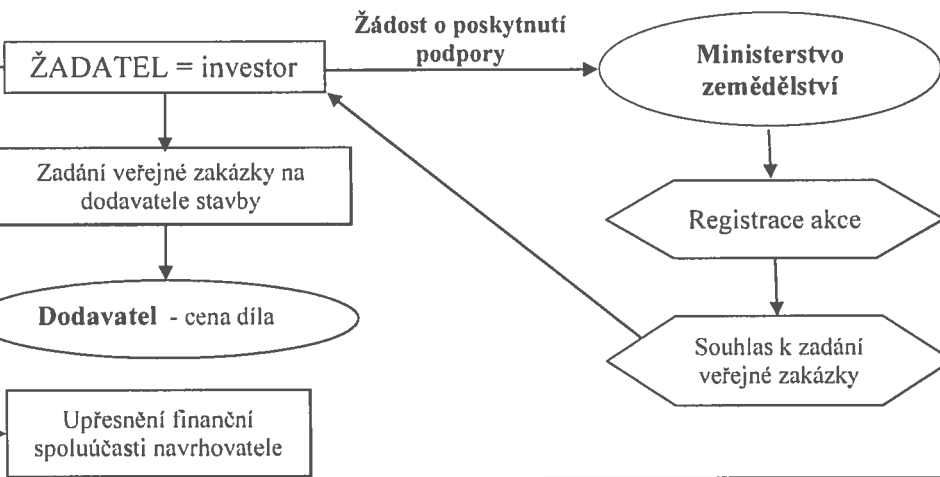 Žádost o poskytnutí
podpory
ŽADATEL = investor
Ministerstvo
zemědělství
Zadání veřejné zakázky na
dodavatele stavby
Registrace akce
Dodavatel - cena díla
Souhlas k zadání
veřejné zakázky
Upřesnění finanční
spoluúčasti navrhovatele